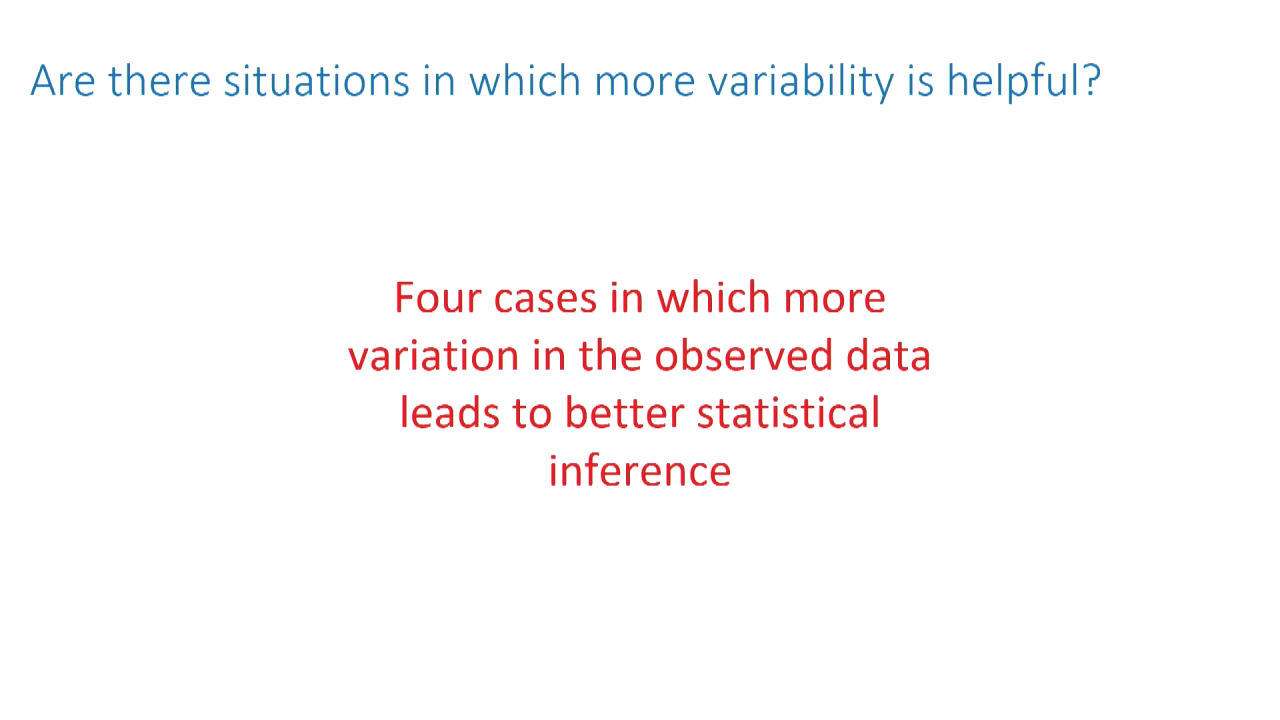 Are there situations in which more variability is helpful?
Four cases in which more
variation in the observed data
leads to better statistical
inference